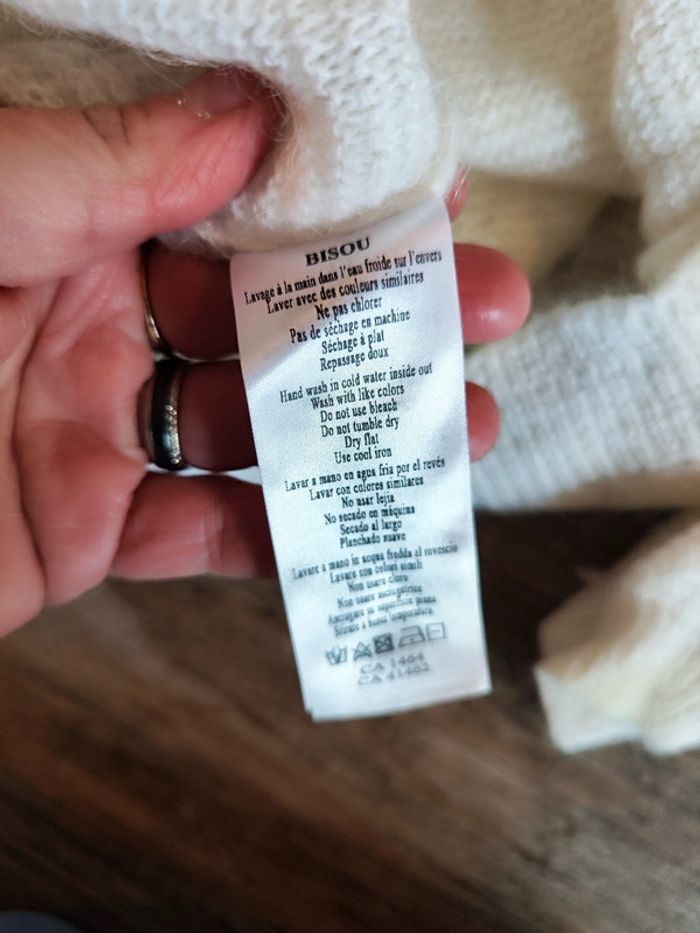 BISOU
Lavage à la main dans l'eau froide sur l'envers
Laver avec des couleurs similaires
Ne pas chlorer
Pas de séchage en machine
Séchage à plat
Repassage doux
Hand wash in cold water inside out
Wash with like colors
Do not use bleach
Do not tumble dry
Dry flat
Use cool iron
Lavar a mano en agua fria por el revés
Lavar con colores similares
No usar lejia
No secado en máquina
Secado al largo
Planchado suave
Lavare a mano in acqua fredda al rovescio
Lavare con colori simili
Non usare cloro
Non usare asciugatrice
Asciugare su superficie piana
Stirare a bassa temperatura
CA 1464
CA 41462